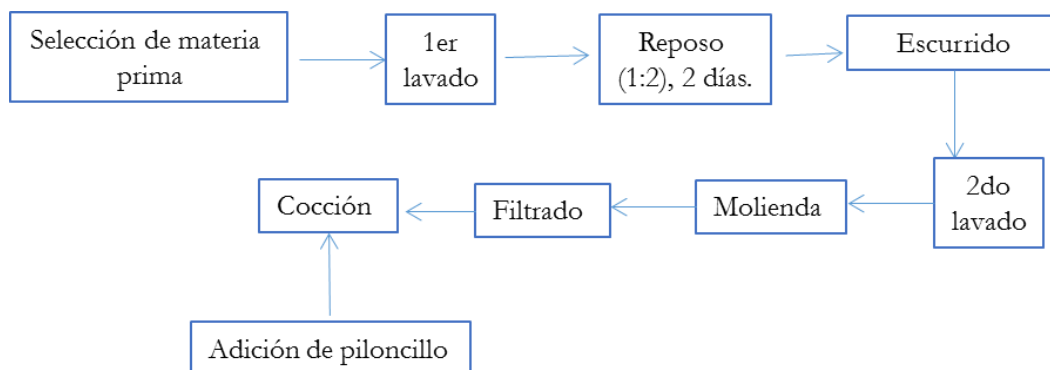 Selección de materia
prima
1er
lavado
Reposo
(1:2), 2 días.
Escurrido
2do
lavado
Molienda
Filtrado
Cocción
Adición de piloncillo